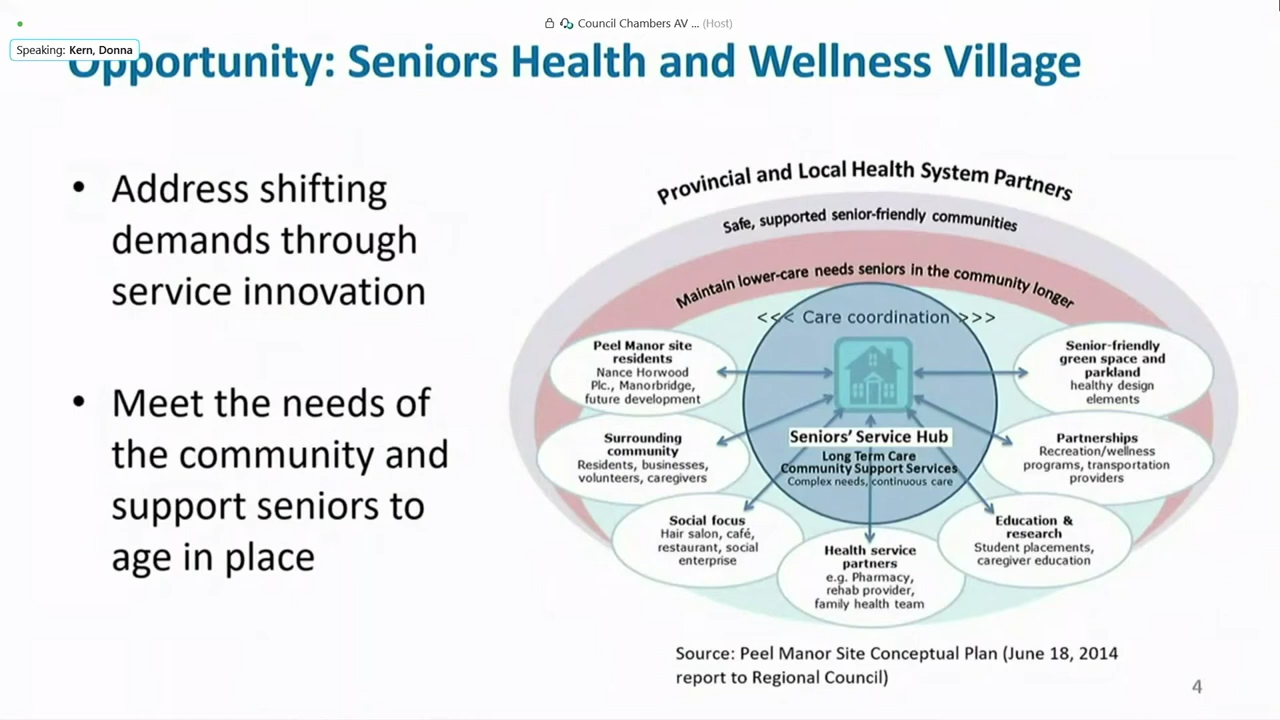 Council Chambers AV ... (Host)
Speaking: Kern, Donna
Opportunity: Seniors Health and Wellness Village
• Address shifting
demands through
service innovation
• Meet the needs of
the community and
support seniors to
age in place
Provincial and Local Health System Partners
Safe, supported senior-friendly communities
Maintain lower-care needs seniors in the community longer
<<< Care coordination >>>
Peel Manor site
residents
Nance Horwood
Plc., Manorbridge,
future development
Surrounding
community
Residents, businesses,
volunteers, caregivers
Social focus
Hair salon, café,
restaurant, social
enterprise
Health service
partners
e.g. Pharmacy,
rehab provider,
family health team
Education &
research
Student placements,
caregiver education
Partnerships
Recreation/wellness
programs, transportation
providers
Senior-friendly
green space and
parkland
healthy design
elements
Seniors' Service Hub
Long Term Care
Community Support Services
Complex needs, continuous care
Source: Peel Manor Site Conceptual Plan (June 18, 2014
report to Regional Council)
4